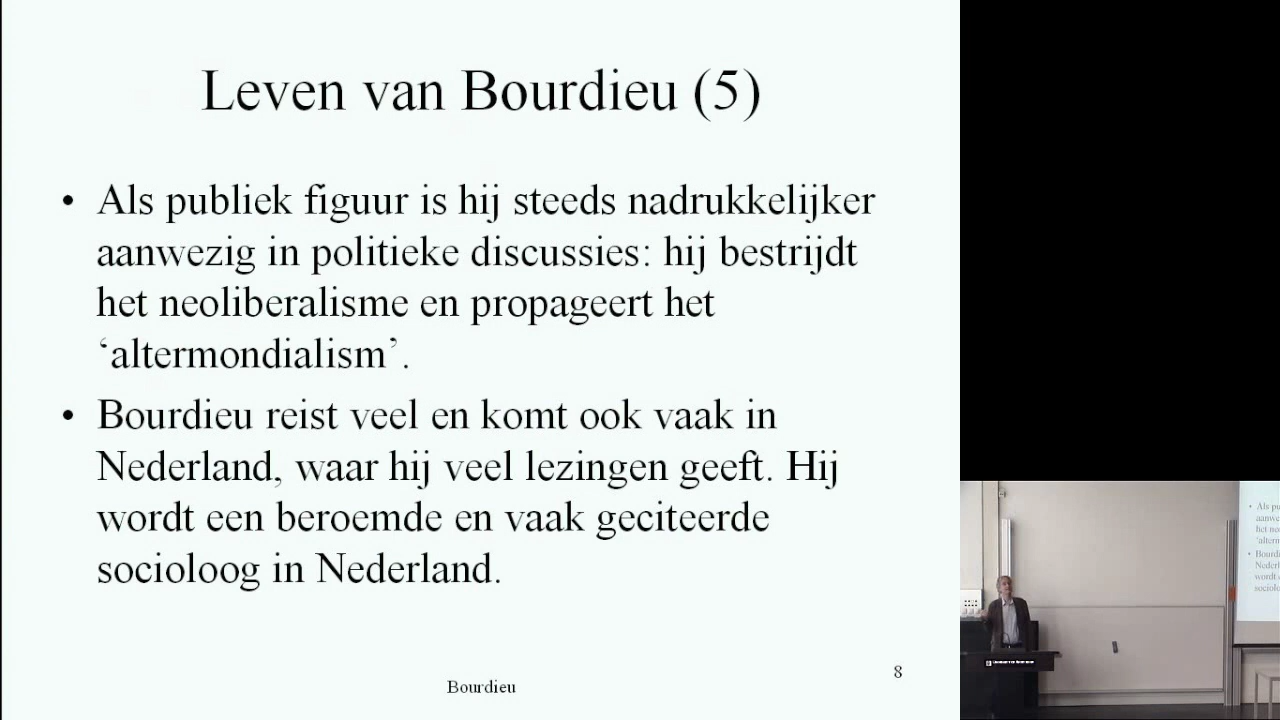 Leven van Bourdieu (5)
• Als publiek figuur is hij steeds nadrukkelijker
aanwezig in politieke discussies: hij bestrijdt
het neoliberalisme en propageert het
‘altermondialism’.
• Bourdieu reist veel en komt ook vaak in
Nederland, waar hij veel lezingen geeft. Hij
wordt een beroemde en vaak geciteerde
socioloog in Nederland.
Bourdieu
8